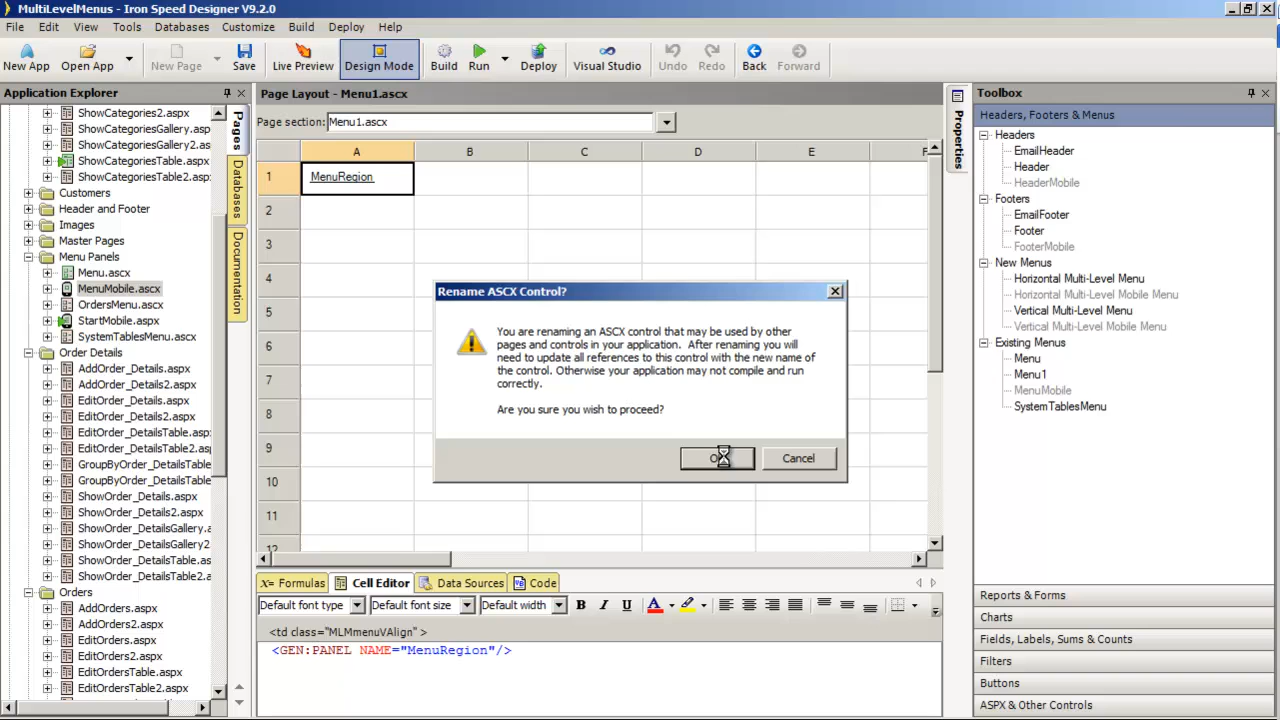 MultiLevelMenus - Iron Speed Designer V9.2.0
File Edit View Tools Databases Customize Build Deploy Help
New App Open App New Page Save Live Preview Design Mode Build Run Deploy Visual Studio Undo Redo Back Forward
Application Explorer
ShowCategories2.aspx
ShowCategoriesGallery.asp
ShowCategoriesGallery2.as
ShowCategoriesTable.aspx
ShowCategoriesTable2.asp
Customers
Header and Footer
Images
Master Pages
Menu Panels
Menu.ascx
MenuMobile.ascx
OrdersMenu.ascx
StartMobile.aspx
SystemTablesMenu.ascx
Order Details
AddOrder_Details.aspx
AddOrder_Details2.aspx
EditOrder_Details.aspx
EditOrder_Details2.aspx
EditOrder_DetailsTable.asp
EditOrder_DetailsTable2.asp
GroupByOrder_DetailsTable
GroupByOrder_DetailsTable
ShowOrder_Details.aspx
ShowOrder_Details2.aspx
ShowOrder_DetailsGallery.a
ShowOrder_DetailsGallery2
ShowOrder_DetailsTable.as
ShowOrder_DetailsTable2.a
Orders
AddOrders.aspx
AddOrders2.aspx
EditOrders.aspx
EditOrders2.aspx
EditOrdersTable.aspx
EditOrdersTable2.aspx
Pages
Databases
Documentation
Page Layout - Menu1.ascx
Page section: Menu1.ascx
A B C D E F
1 MenuRegion
2
3
4
5
6
7
8
9
10
11
12
Rename ASCX Control?
You are renaming an ASCX control that may be used by other
pages and controls in your application. After renaming you will
need to update all references to this control with the new name of
the control. Otherwise your application may not compile and run
correctly.
Are you sure you wish to proceed?
Cancel
X= Formulas Cell Editor Data Sources Code
Default font type Default font size Default width B I U A
<td class="MLMmenuVAlign" >
<GEN:PANEL NAME="MenuRegion"/>
Properties
Toolbox
Headers, Footers & Menus
Headers
EmailHeader
Header
HeaderMobile
Footers
EmailFooter
Footer
FooterMobile
New Menus
Horizontal Multi-Level Menu
Horizontal Multi-Level Mobile Menu
Vertical Multi-Level Menu
Vertical Multi-Level Mobile Menu
Existing Menus
Menu
Menu1
MenuMobile
SystemTablesMenu
Reports & Forms
Charts
Fields, Labels, Sums & Counts
Filters
Buttons
ASPX & Other Controls